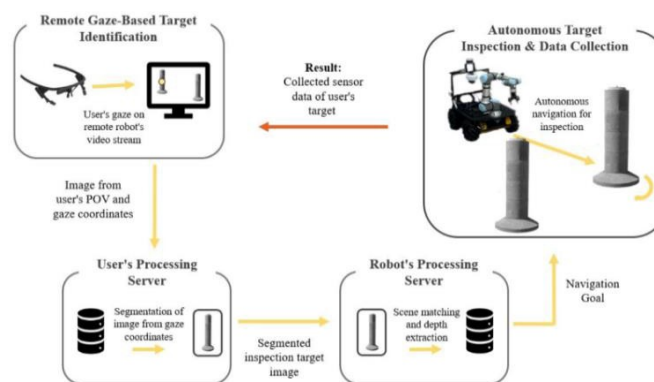 Remote Gaze-Based Target
Identification
User's gaze on
remote robot's
video stream
Result:
Collected sensor
data of user's
target
Autonomous Target
Inspection & Data Collection
Autonomous
navigation for
inspection
Image from
user's POV and
gaze coordinates
User's Processing
Server
Segmentation of
image from gaze
coordinates
Segmented
inspection target
image
Robot's Processing
Server
Scene matching
and depth
extraction
Navigation
Goal